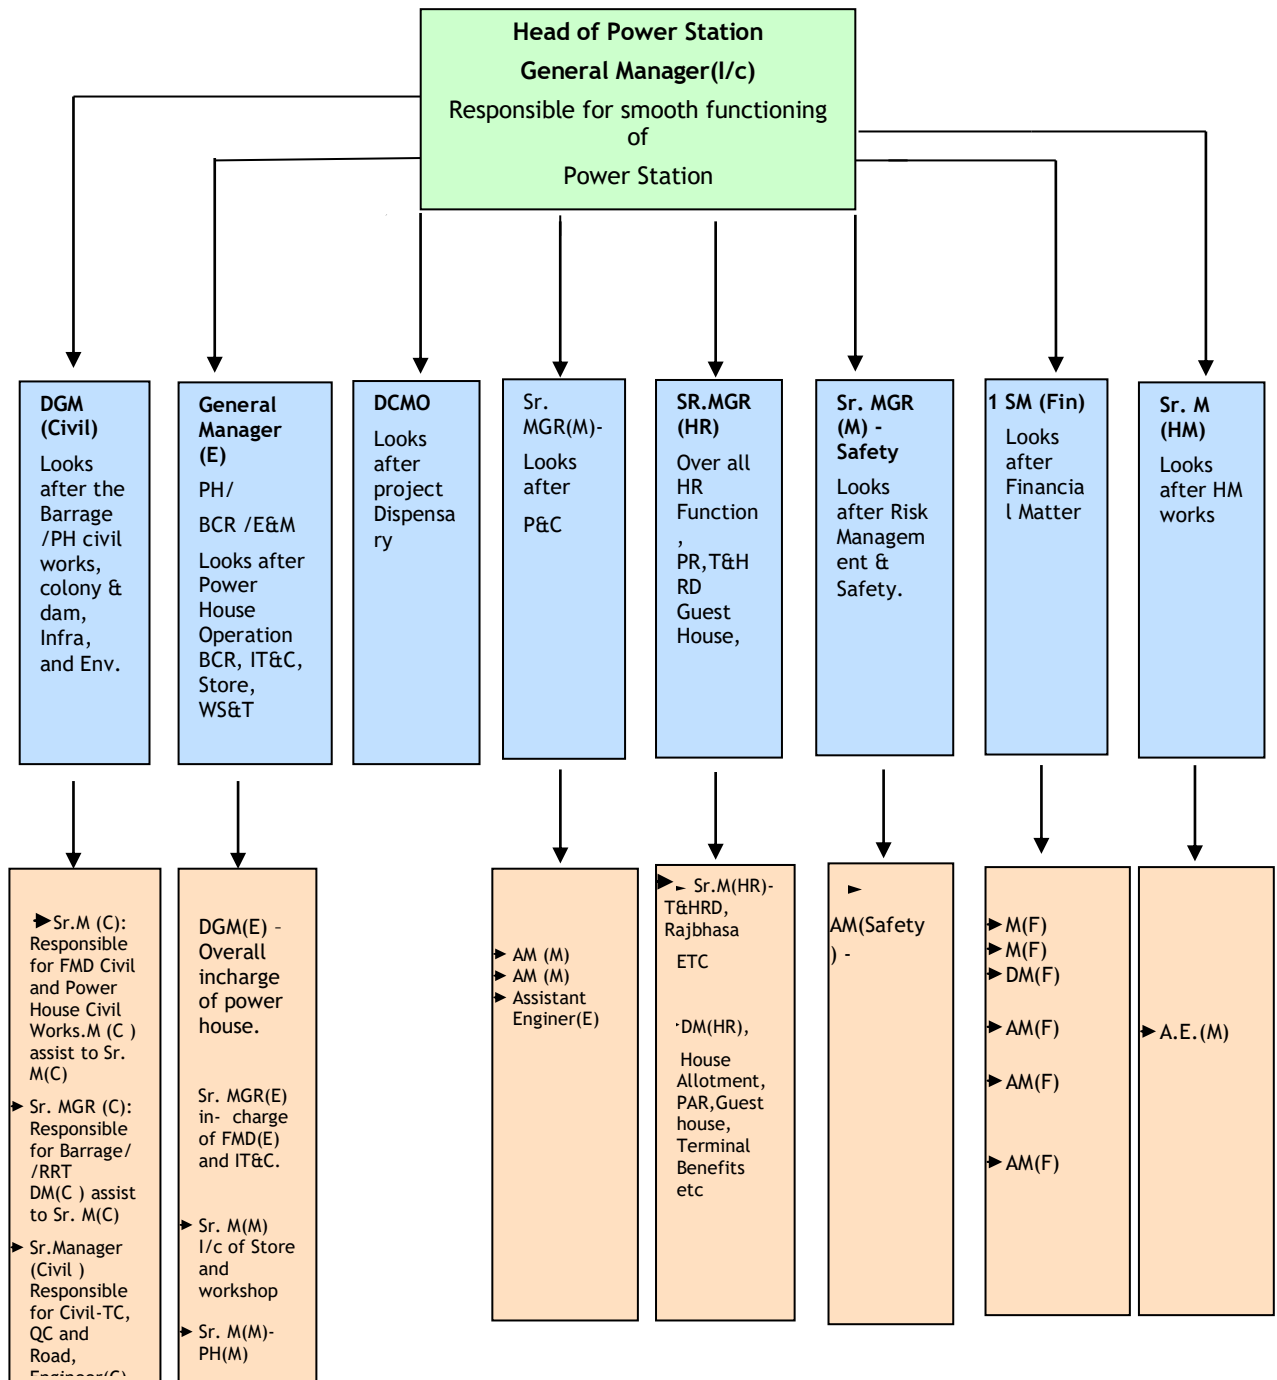 Head of Power Station
General Manager(I/c)
Responsible for smooth functioning
of
Power Station
DGM
(Civil)
Looks
after the
Barrage
/PH civil
works,
colony &
dam,
Infra,
and Env.
General
Manager
(E)
PH/
BCR /E&M
Looks after
Power
House
Operation
BCR, IT&C,
Store,
WS&T
DCMO
Looks
after
project
Dispensa
ry
Sr.
MGR(M)-
Looks
after
P&C
SR.MGR
(HR)
Over all
HR
Function
,
PR,T&H
RD
Guest
House,
Sr. MGR
(M) -
Safety
Looks
after Risk
Managem
ent &
Safety.
1 SM (Fin)
Looks
after
Financia
l Matter
Sr. M
(HM)
Looks
after HM
works
Sr.M (C):
Responsible
for FMD Civil
and Power
House Civil
Works.M (C )
assist to Sr.
M(C)
Sr. MGR (C):
Responsible
for Barrage/
/RRT
DM(C ) assist
to Sr. M(C)
Sr.Manager
(Civil )
Responsible
for Civil-TC,
QC and
Road,
Engineer(C)
DGM(E) –
Overall
incharge
of power
house.
Sr. MGR(E)
in- charge
of FMD(E)
and IT&C.
Sr. M(M)
I/c of Store
and
workshop
Sr. M(M)-
PH(M)
AM (M)
AM (M)
Assistant
Enginer(E)
Sr.M(HR)-
T&HRD,
Rajbhasa
ETC
DM(HR),
House
Allotment,
PAR,Guest
house,
Terminal
Benefits
etc
AM(Safety
) -
M(F)
M(F)
DM(F)
AM(F)
AM(F)
AM(F)
A.E.(M)